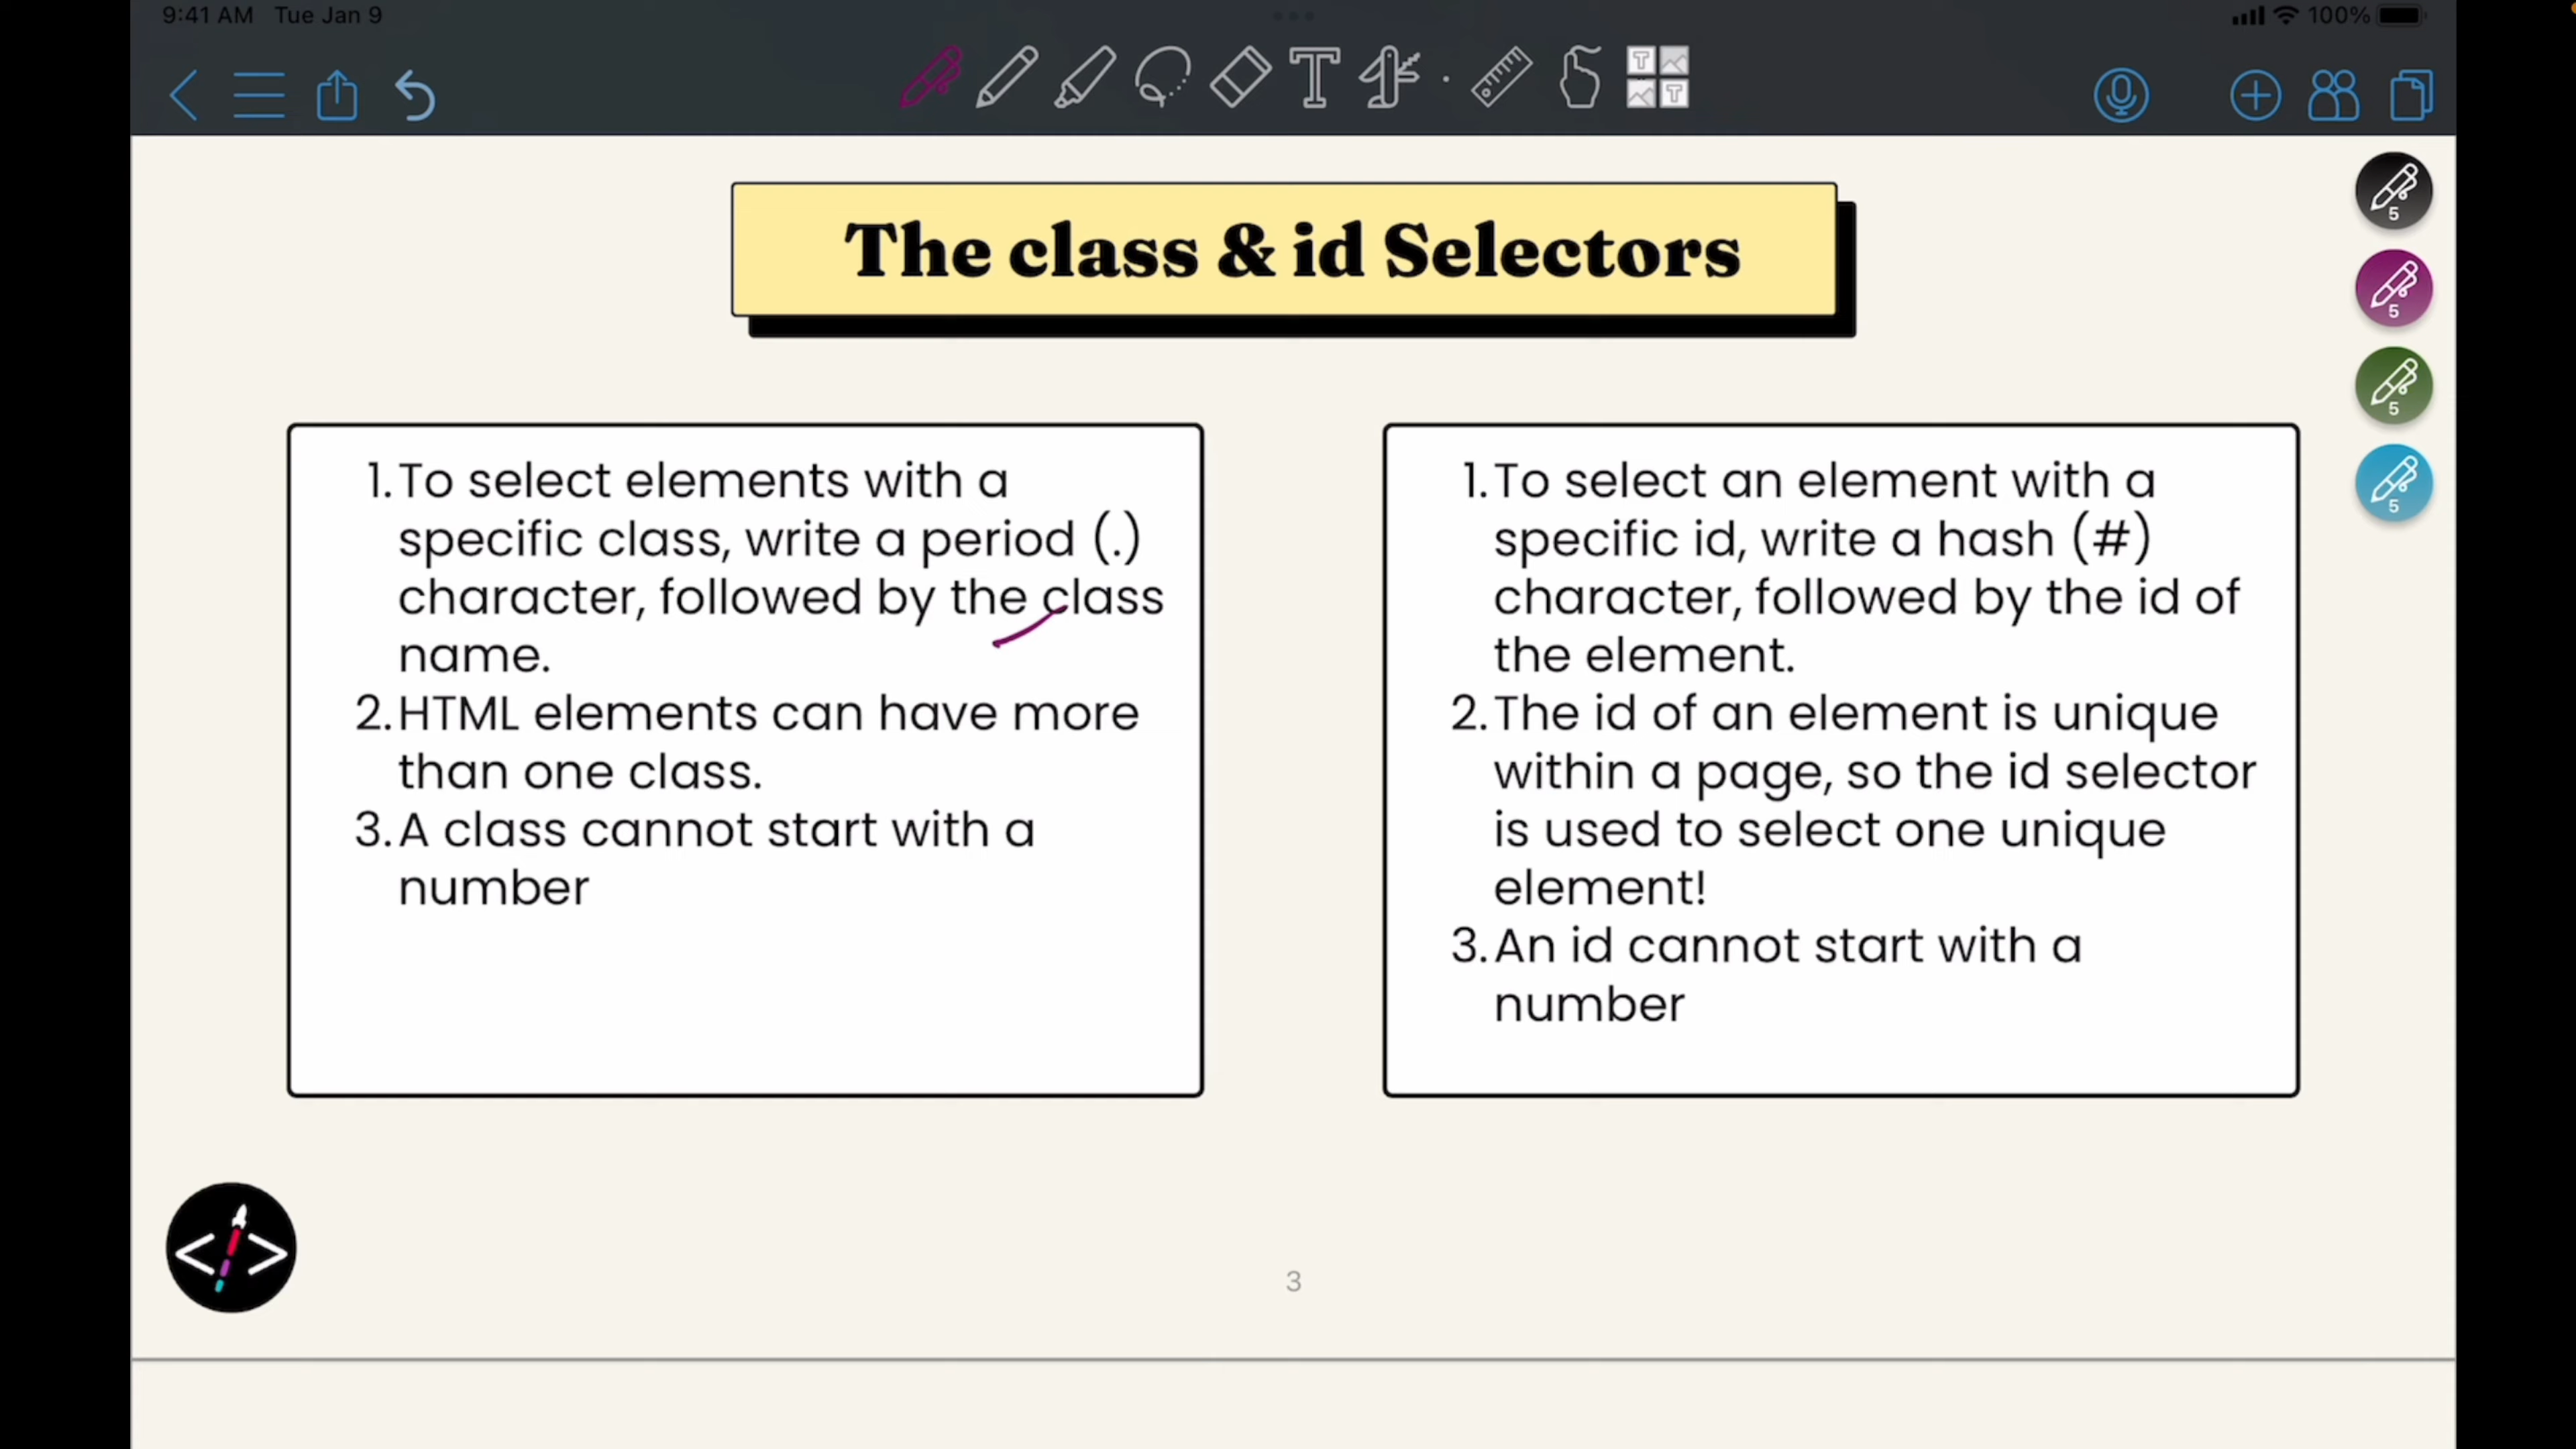 9:41 AM Tue Jan 9
100%
The class & id Selectors
1. To select elements with a
specific class, write a period (.)
character, followed by the class
name.
2. HTML elements can have more
than one class.
3. A class cannot start with a
number
1. To select an element with a
specific id, write a hash (#)
character, followed by the id of
the element.
2. The id of an element is unique
within a page, so the id selector
is used to select one unique
element!
3. An id cannot start with a
number
5
5
5
5
3